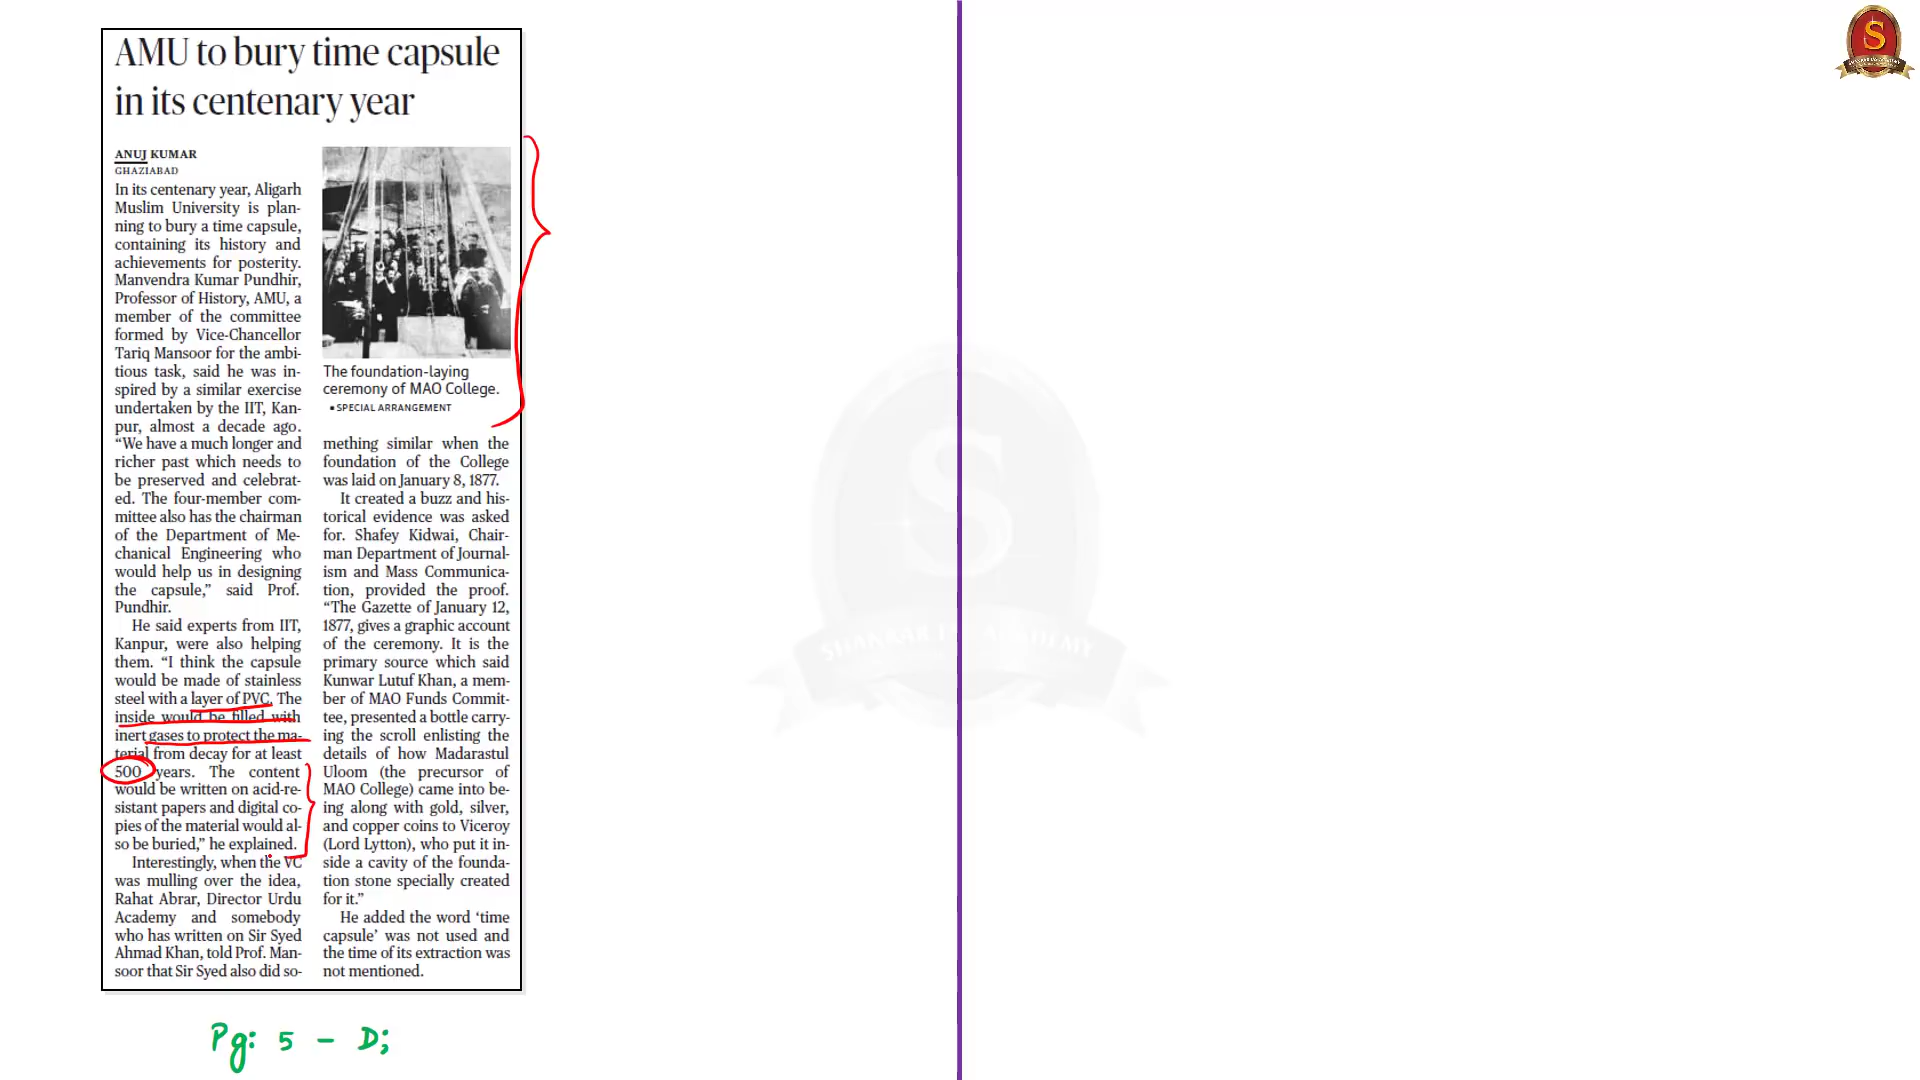 AMU to bury time capsule
in its centenary year
ANUJ KUMAR
GHAZIABAD
In its centenary year, Aligarh
Muslim University is plan-
ning to bury a time capsule,
containing its history and
achievements for posterity.
Manvendra Kumar Pundhir,
Professor of History, AMU, a
member of the committee
formed by Vice-Chancellor
Tariq Mansoor for the ambi-
tious task, said he was in-
spired by a similar exercise
undertaken by the IIT, Kan-
pur, almost a decade ago.
“We have a much longer and
richer past which needs to
be preserved and celebrat-
ed. The four-member com-
mittee also has the chairman
of the Department of Me-
chanical Engineering who
would help us in designing
the capsule,” said Prof.
Pundhir.
He said experts from IIT,
Kanpur, were also helping
them. “I think the capsule
would be made of stainless
steel with a layer of PVC. The
inside would be filled with
inert gases to protect the ma-
terial from decay for at least
500 years. The content
would be written on acid-re-
sistant papers and digital co-
pies of the material would al-
so be buried,” he explained.
Interestingly, when the VC
was mulling over the idea,
Rahat Abrar, Director Urdu
Academy and somebody
who has written on Sir Syed
Ahmad Khan, told Prof. Man-
soor that Sir Syed also did so-
The foundation-laying
ceremony of MAO College.
▪ SPECIAL ARRANGEMENT
mething similar when the
foundation of the College
was laid on January 8, 1877.
It created a buzz and his-
torical evidence was asked
for. Shafey Kidwai, Chair-
man Department of Journal-
ism and Mass Communica-
tion, provided the proof.
“The Gazette of January 12,
1877, gives a graphic account
of the ceremony. It is the
primary source which said
Kunwar Lutuf Khan, a mem-
ber of MAO Funds Commit-
tee, presented a bottle carry-
ing the scroll enlisting the
details of how Madarastul
Uloom (the precursor of
MAO College) came into be-
ing along with gold, silver,
and copper coins to Viceroy
(Lord Lytton), who put it in-
side a cavity of the founda-
tion stone specially created
for it.”
He added the word ‘time
capsule’ was not used and
the time of its extraction was
not mentioned.
Pg: 5 - D;
S
SHANKAR IAS ACADEMY
S
SHANKAR IAS ACADEMY